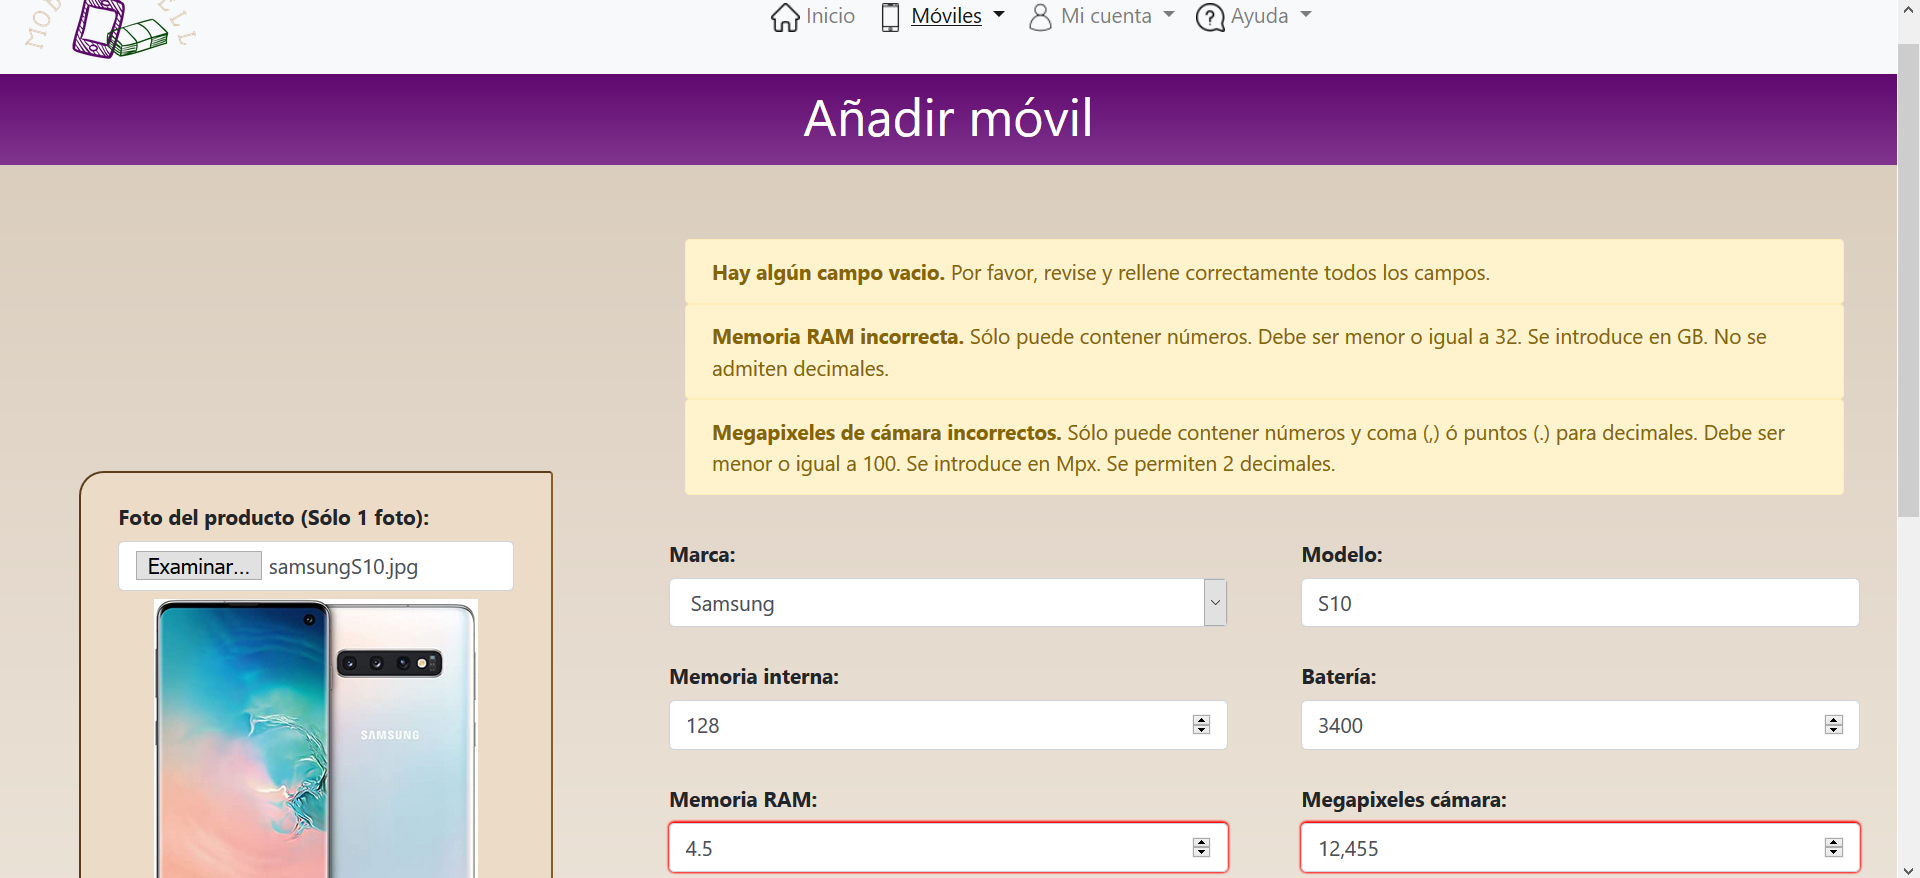 Inicio
Móviles
Mi cuenta
Ayuda
Añadir móvil
Hay algún campo vacio. Por favor, revise y rellene correctamente todos los campos.
Memoria RAM incorrecta. Sólo puede contener números. Debe ser menor o igual a 32. Se introduce en GB. No se
admiten decimales.
Megapixeles de cámara incorrectos. Sólo puede contener números y coma (,) ó puntos (.) para decimales. Debe ser
menor o igual a 100. Se introduce en Mpx. Se permiten 2 decimales.
Foto del producto (Sólo 1 foto):
Examinar... samsungS10.jpg
SAMSUNG
Marca:
Samsung
Modelo:
S10
Memoria interna:
128
Batería:
3400
Memoria RAM:
4.5
Megapixeles cámara:
12,455